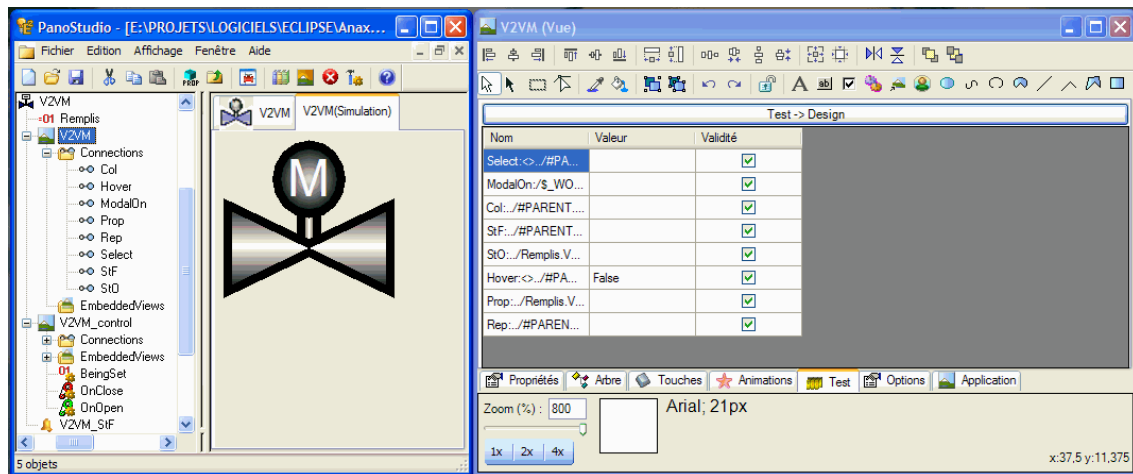 PanoStudio - [E:\PROJETS\LOGICIELS\ECLIPSE\Anax...
Fichier Edition Affichage Fenêtre Aide
V2VM
Remplis
V2VM
Connections
Col
Hover
ModalOn
Prop
Rep
Select
StF
StO
EmbeddedViews
V2VM_control
Connections
EmbeddedViews
BeingSet
OnClose
OnOpen
V2VM_StF
5 objets
V2VM V2VM(Simulation)
M
V2VM (Vue)
Test -> Design
Nom Valeur Validité
Select:<>../#PA...
ModalOn:/$_WO...
Col:../#PARENT....
StF:../#PARENT...
StO:../Remplis.V...
Hover:<>../#PA... False
Prop:../Remplis.V...
Rep:../#PAREN...
Propriétés Arbre Touches Animations Test Options Application
Zoom (%) : 800 Arial; 21px
1x 2x 4x
x:37,5 y:11,375